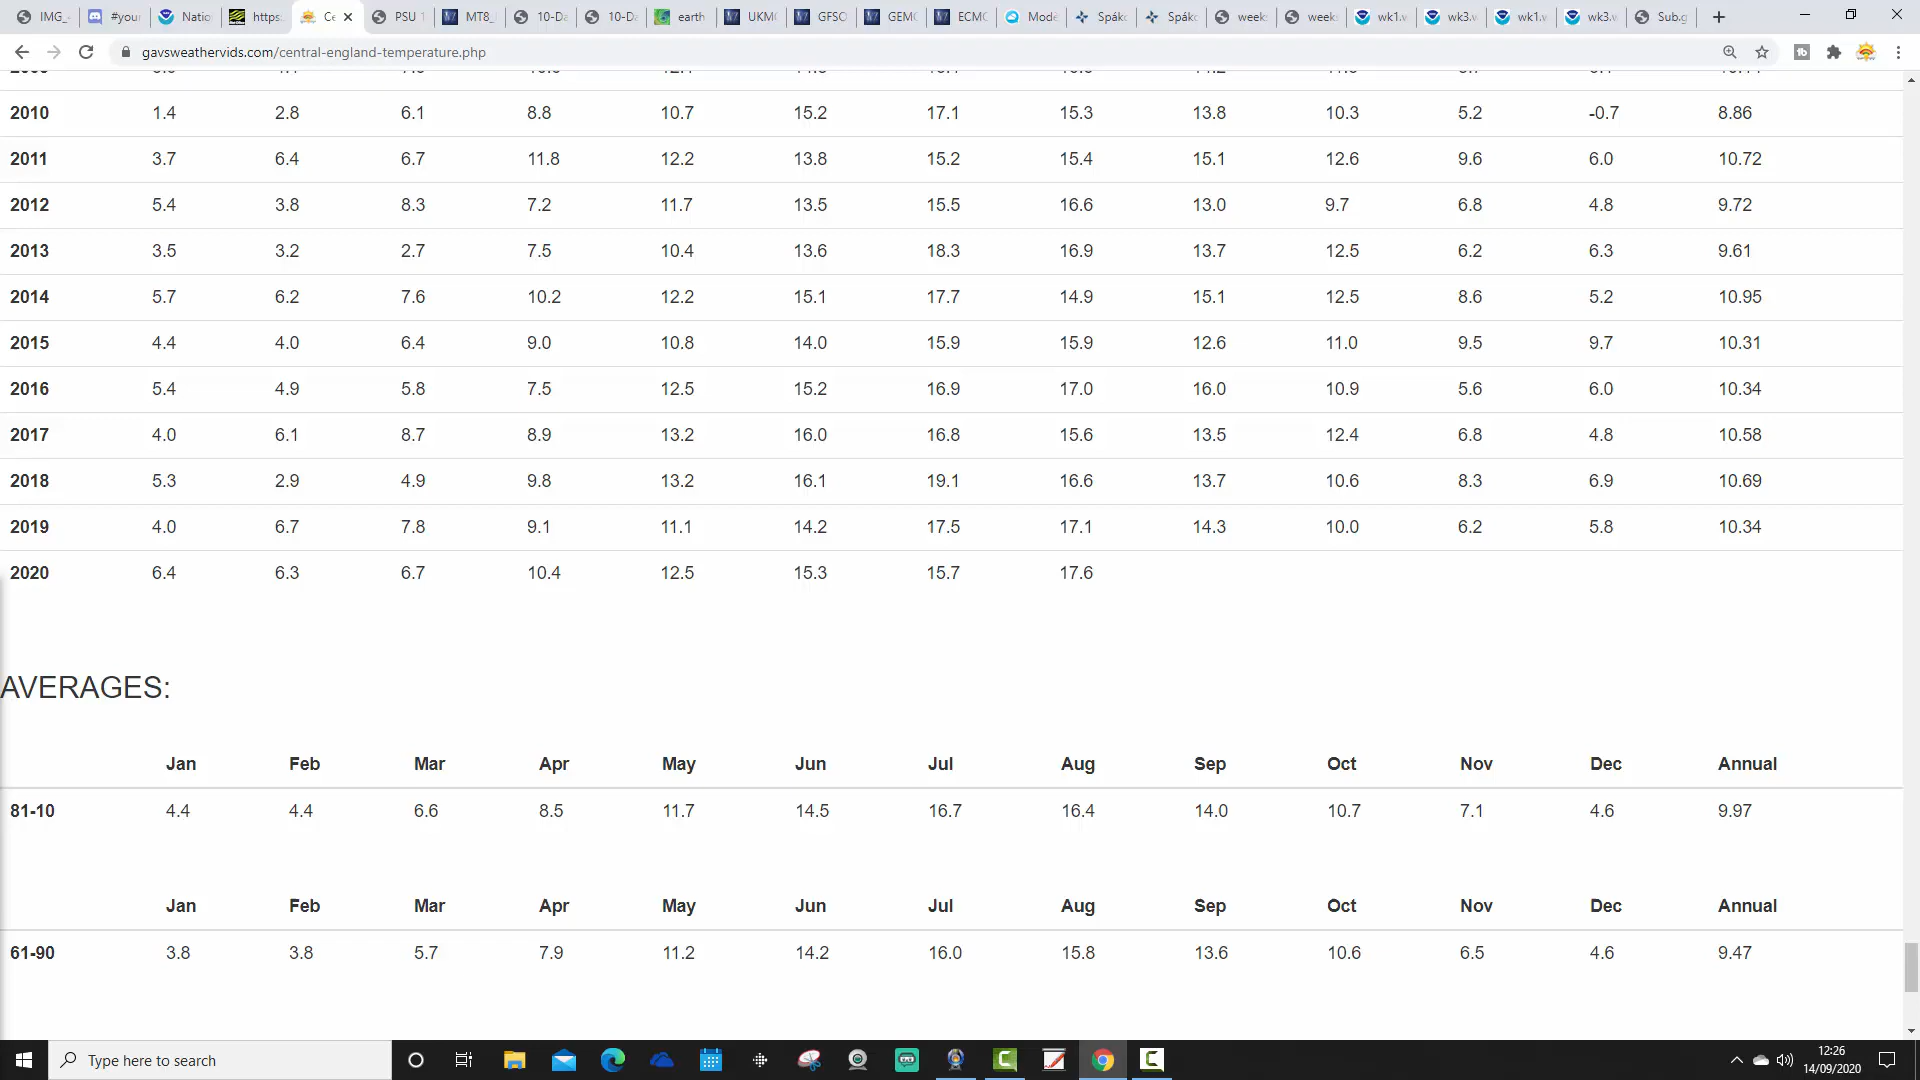 IMG_ #your Natio https: Ce PSU 1 MT8_ 10-Da 10-Da earth UKMO GFSO GEMO ECMO Modè Spáko Spáko week week wk1.w wk3.w wk1.w wk3.w Sub.g
gavsweathervids.com/central-england-temperature.php
2010 1.4 2.8 6.1 8.8 10.7 15.2 17.1 15.3 13.8 10.3 5.2 -0.7 8.86
2011 3.7 6.4 6.7 11.8 12.2 13.8 15.2 15.4 15.1 12.6 9.6 6.0 10.72
2012 5.4 3.8 8.3 7.2 11.7 13.5 15.5 16.6 13.0 9.7 6.8 4.8 9.72
2013 3.5 3.2 2.7 7.5 10.4 13.6 18.3 16.9 13.7 12.5 6.2 6.3 9.61
2014 5.7 6.2 7.6 10.2 12.2 15.1 17.7 14.9 15.1 12.5 8.6 5.2 10.95
2015 4.4 4.0 6.4 9.0 10.8 14.0 15.9 15.9 12.6 11.0 9.5 9.7 10.31
2016 5.4 4.9 5.8 7.5 12.5 15.2 16.9 17.0 16.0 10.9 5.6 6.0 10.34
2017 4.0 6.1 8.7 8.9 13.2 16.0 16.8 15.6 13.5 12.4 6.8 4.8 10.58
2018 5.3 2.9 4.9 9.8 13.2 16.1 19.1 16.6 13.7 10.6 8.3 6.9 10.69
2019 4.0 6.7 7.8 9.1 11.1 14.2 17.5 17.1 14.3 10.0 6.2 5.8 10.34
2020 6.4 6.3 6.7 10.4 12.5 15.3 15.7 17.6
AVERAGES:
Jan Feb Mar Apr May Jun Jul Aug Sep Oct Nov Dec Annual
81-10 4.4 4.4 6.6 8.5 11.7 14.5 16.7 16.4 14.0 10.7 7.1 4.6 9.97
Jan Feb Mar Apr May Jun Jul Aug Sep Oct Nov Dec Annual
61-90 3.8 3.8 5.7 7.9 11.2 14.2 16.0 15.8 13.6 10.6 6.5 4.6 9.47
Type here to search
12:26
14/09/2020